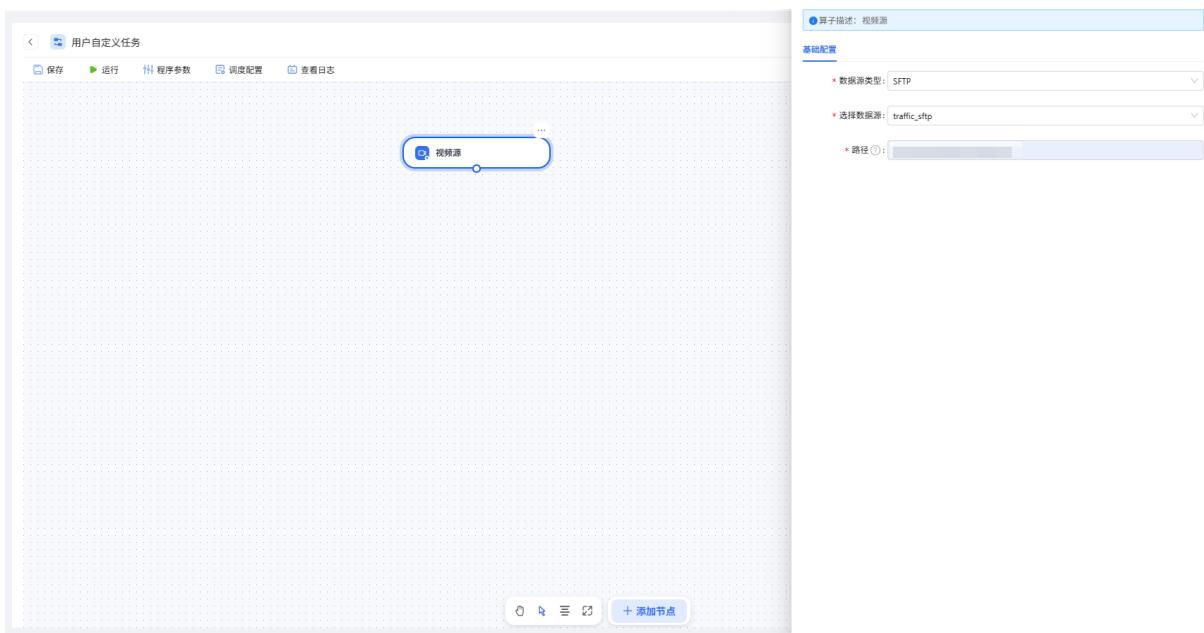 算子描述：视频源
用户自定义任务
基础配置
保存 运行 程序参数 调度配置 查看日志
* 数据源类型: SFTP
* 选择数据源: traffic_sftp
* 路径 ? :
...
视频源
+ 添加节点